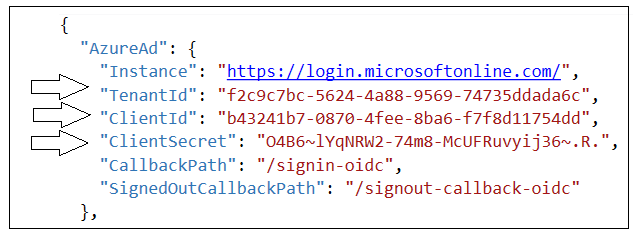 {
"AzureAd": {
"Instance": "https://login.microsoftonline.com/",
"TenantId": "f2c9c7bc-5624-4a88-9569-74735ddada6c",
"ClientId": "b43241b7-0870-4fee-8ba6-f7f8d11754dd",
"ClientSecret": "O4B6~lYqNRW2-74m8-McUFRuvyij36~.R.",
"CallbackPath": "/signin-oidc",
"SignedOutCallbackPath": "/signout-callback-oidc"
},